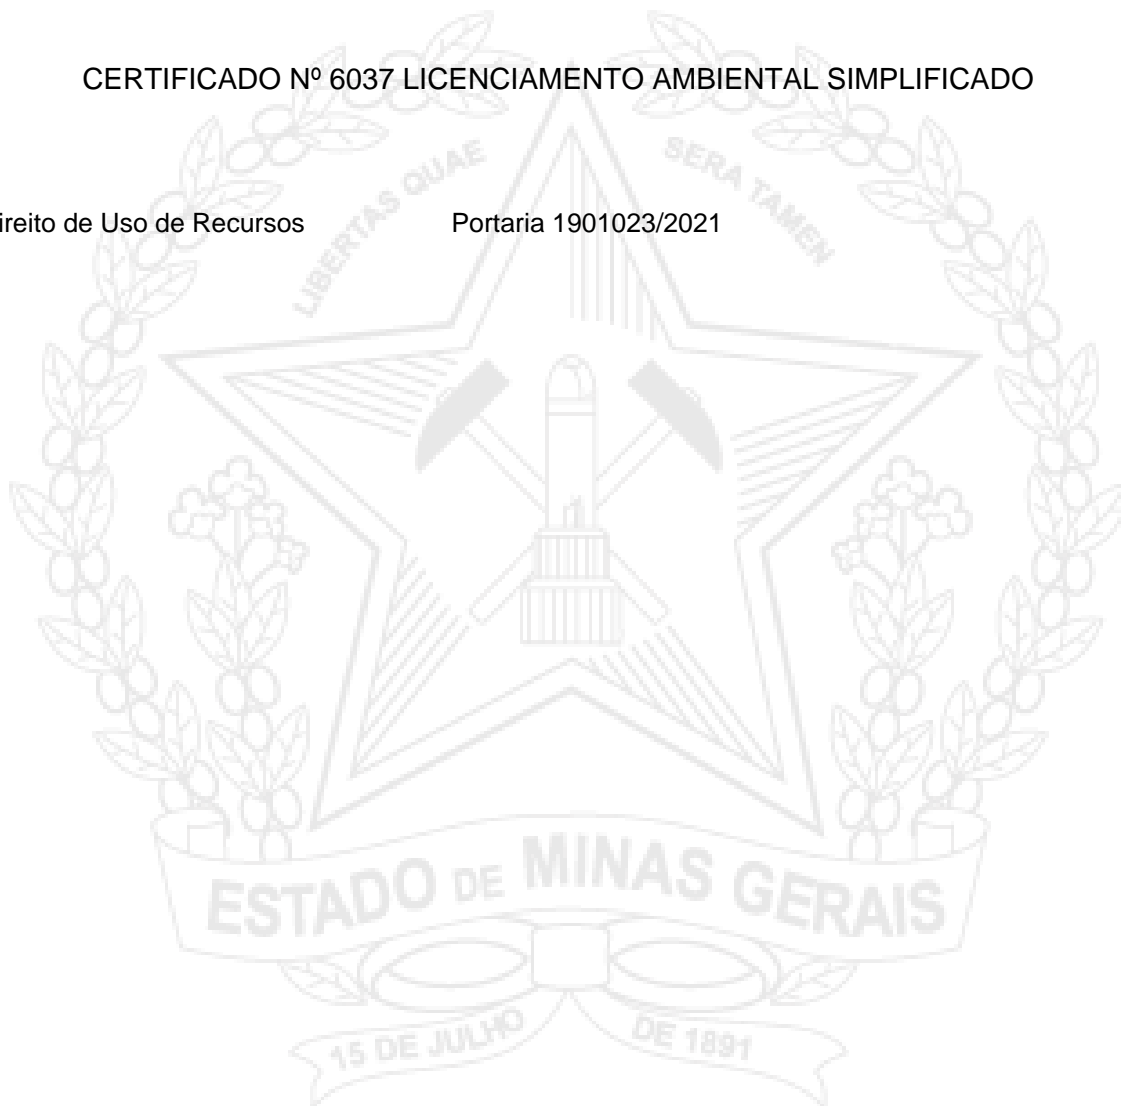 CERTIFICADO Nº 6037 LICENCIAMENTO AMBIENTAL SIMPLIFICADO
LIBERTAS QUAE SERA TAMEN
ireito de Uso de Recursos Portaria 1901023/2021
ESTADO DE MINAS GERAIS
15 DE JULHO DE 1891